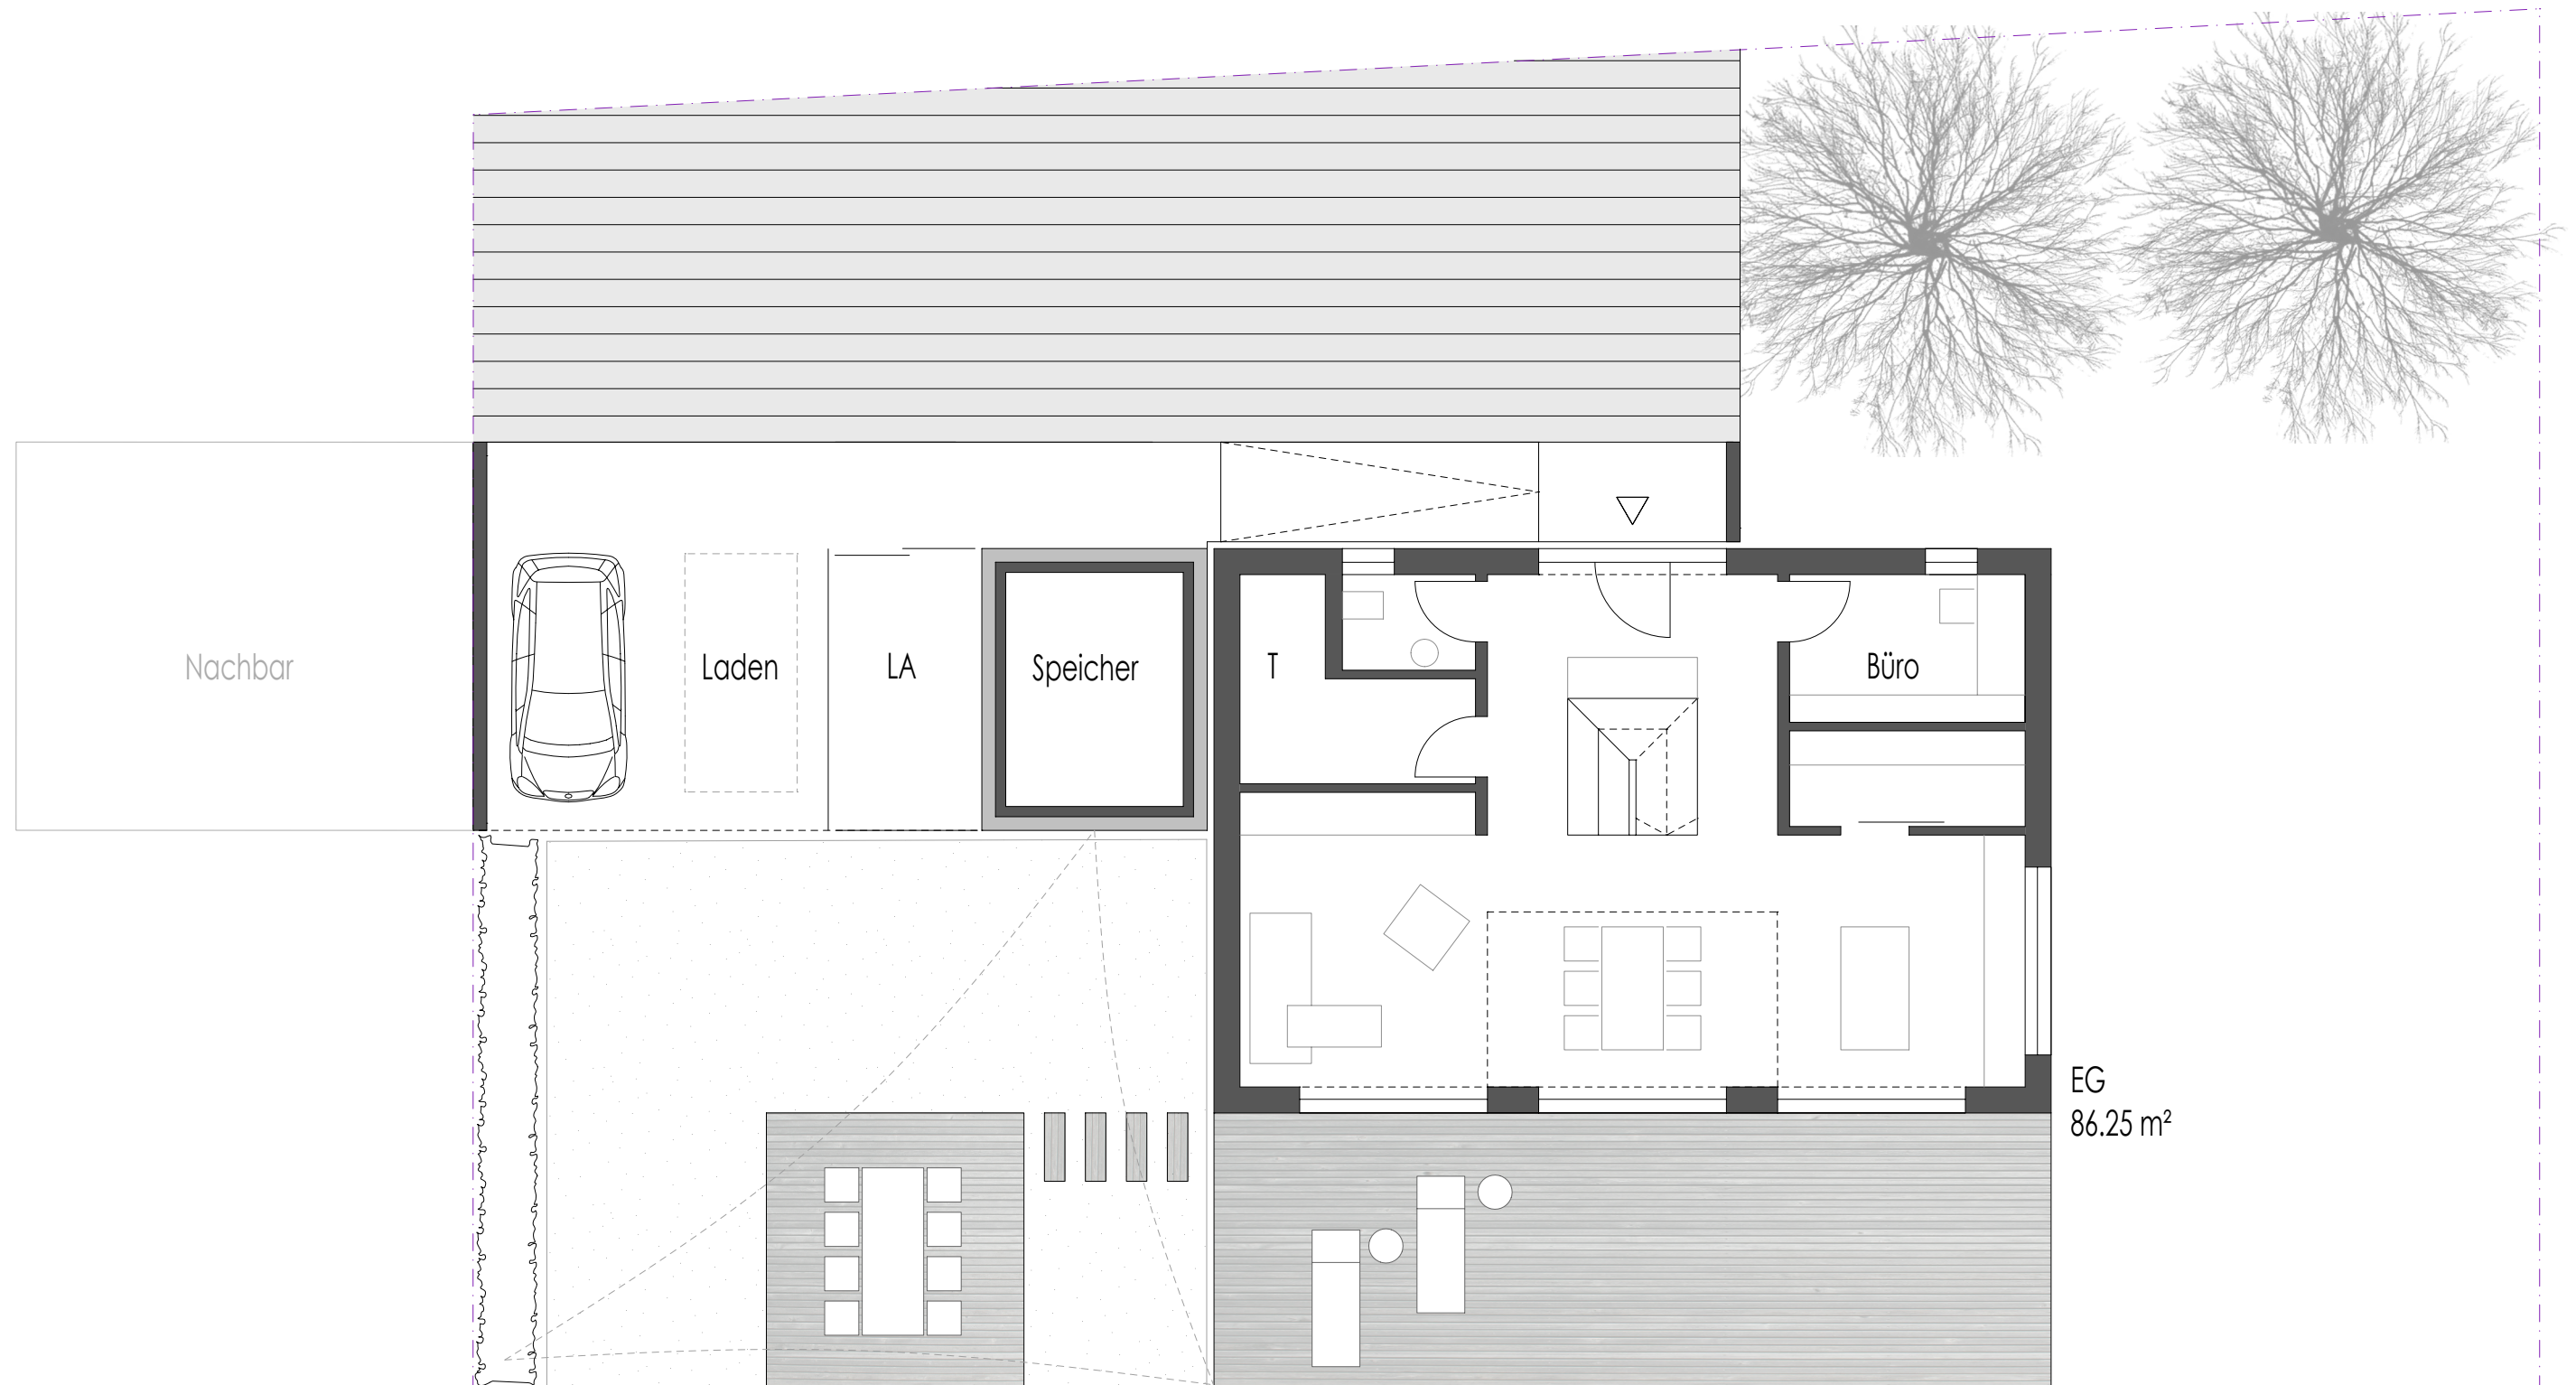 Nachbar
Laden
LA
Speicher
T
Büro
EG
86.25 m²